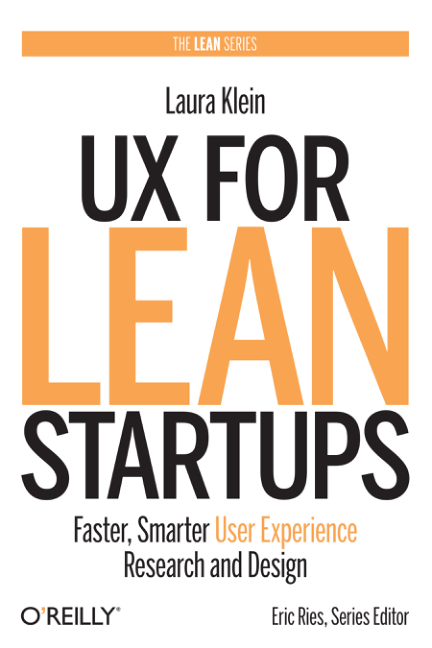 THE LEAN SERIES
Laura Klein
UX FOR
LEAN
STARTUPS
Faster, Smarter User Experience
Research and Design
O'REILLY®
Eric Ries, Series Editor